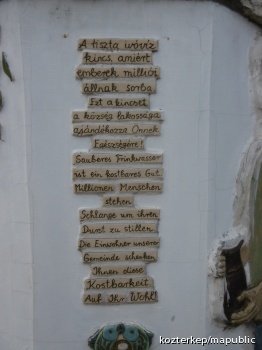 A tiszta ivóvíz
kincs, amiért
emberek milliói
állnak sorba
Ezt a kincset
a község lakossága
ajándékozza Önnek
Egészségére!
Sauberes Trinkwasser
ist ein kostbares Gut
Millionen Menschen
stehen
Schlange um ihren
Durst zu stillen.
Die Einwohner unserer
Gemeinde schenken
Ihnen diese
Kostbarkeit.
Auf Ihr Wohl!
kozterkep/mapublic